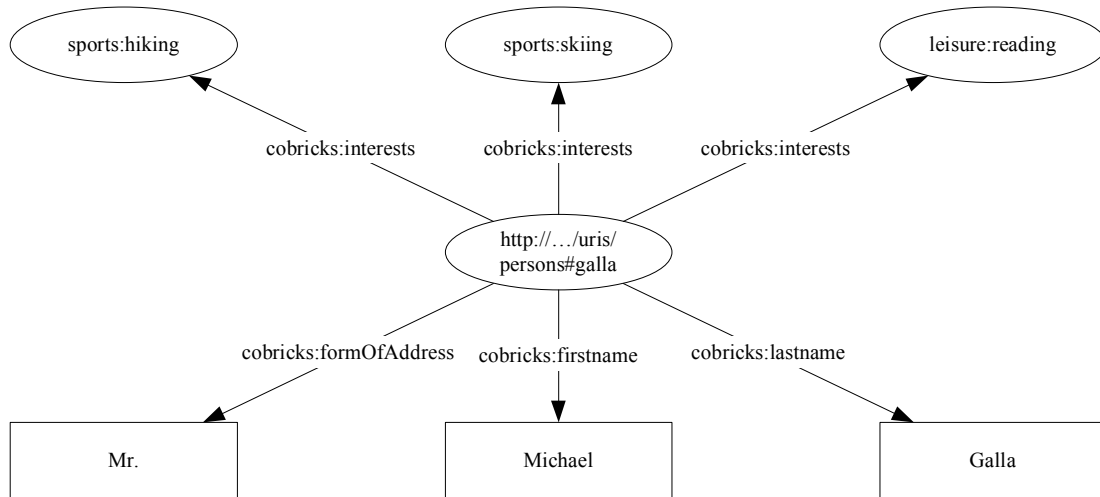 sports:hiking
sports:skiing
leisure:reading
cobricks:interests
cobricks:interests
cobricks:interests
http://…/uris/
persons#galla
cobricks:formOfAddress
cobricks:firstname
cobricks:lastname
Mr.
Michael
Galla